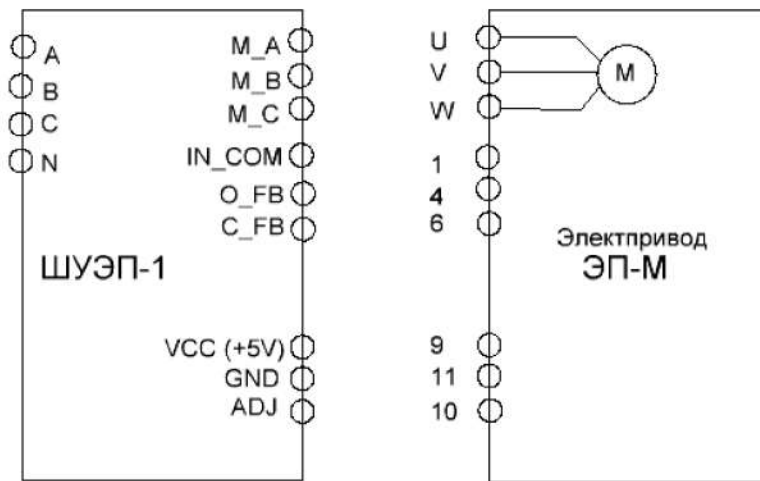 A
B
C
N
ШУЭП-1
M_A
M_B
M_C
IN_COM
O_FB
C_FB
VCC (+5V)
GND
ADJ
U
V
W
1
4
6
9
11
10
M
Электпривод
ЭП-М